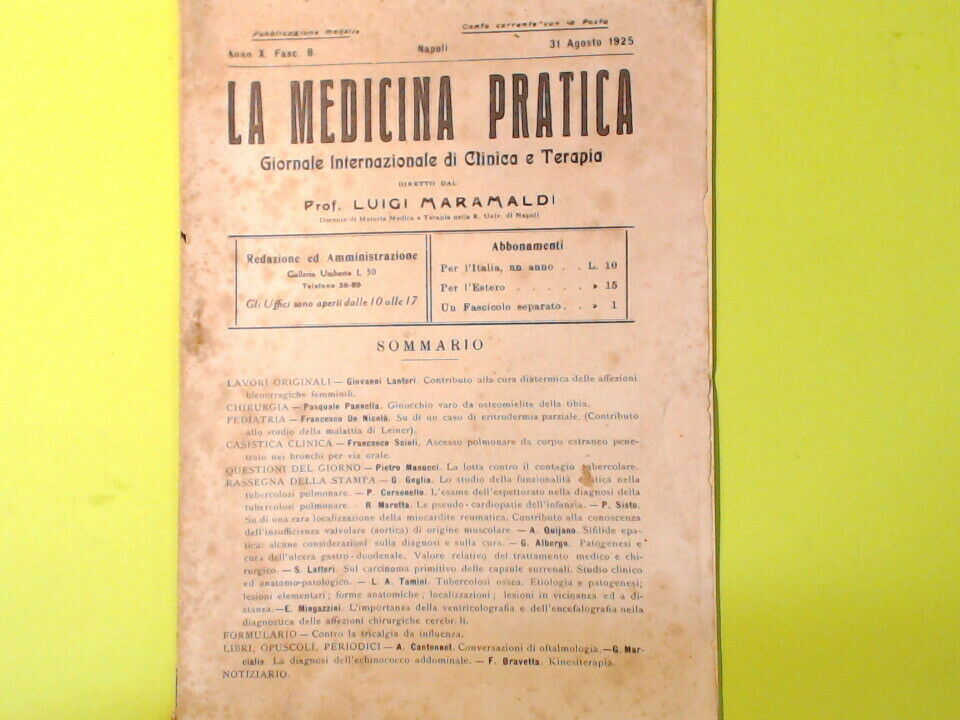 Pubblicazione mensile
Conto corrente con la Posta
Anno X Fasc. 8
Napoli
31 Agosto 1925
LA MEDICINA PRATICA
Giornale Internazionale di Clinica e Terapia
DIRETTO DAL
Prof. LUIGI MARAMALDI
Docente di Materia Medica e Terapia nella R. Univ. di Napoli
Redazione ed Amministrazione
Galleria Umberto I, 50
Telefono 38-89
Gli Uffici sono aperti dalle 10 alle 17
Abbonamenti
Per l'Italia, un anno . . L. 10
Per l'Estero . . . . . » 15
Un Fascicolo separato . . » 1
SOMMARIO
LAVORI ORIGINALI — Giovanni Lanteri. Contributo alla cura diatermica delle affezioni
blenorragiche femminili.
CHIRURGIA — Pasquale Pannella. Ginocchio varo da osteomielite della tibia.
PEDIATRIA — Francesco De Nicolò. Su di un caso di eritrodermia parziale. (Contributo
allo studio della malattia di Leiner).
CASISTICA CLINICA — Francesco Scioli. Ascesso polmonare da corpo estraneo pene-
trato nei bronchi per via orale.
QUESTIONI DEL GIORNO — Pietro Masucci. La lotta contro il contagio tubercolare.
RASSEGNA DELLA STAMPA — G. Geglia. Lo studio della funzionalità epatica nella
tubercolosi polmonare. — P. Corsonello. L'esame dell'espettorato nella diagnosi della
tubercolosi polmonare. R. Marotta. Le pseudo-cardiopatie dell'infanzia. — P. Sisto.
Su di una rara localizzazione della miocardite reumatica. Contributo alla conoscenza
dell'insufficienza valvolare (aortica) di origine muscolare. — A. Quijano. Sifilide epa-
tica: alcune considerazioni sulla diagnosi e sulla cura. — G. Albergo. Patogenesi e
cura dell'ulcera gastro-duodenale. Valore relativo del trattamento medico e chi-
rurgico. — S. Latteri. Sul carcinoma primitivo delle capsule surrenali. Studio clinico
ed anatomo-patologico. — L. A. Tamini. Tubercolosi ossea. Etiologia e patogenesi;
lesioni elementari; forme anatomiche; localizzazioni; lesioni in vicinanza ed a di-
stanza. — E. Mingazzini. L'importanza della ventricolografia e dell'encefalografia nella
diagnostica delle affezioni chirurgiche cerebrali.
FORMULARIO — Contro la tricalgia da influenza.
LIBRI, OPUSCOLI, PERIODICI — A. Cantonnet. Conversazioni di oftalmologia. — G. Mar-
cialis. La diagnosi dell'echinococco addominale. — F. Bravetta. Kinesiterapia.
NOTIZIARIO.